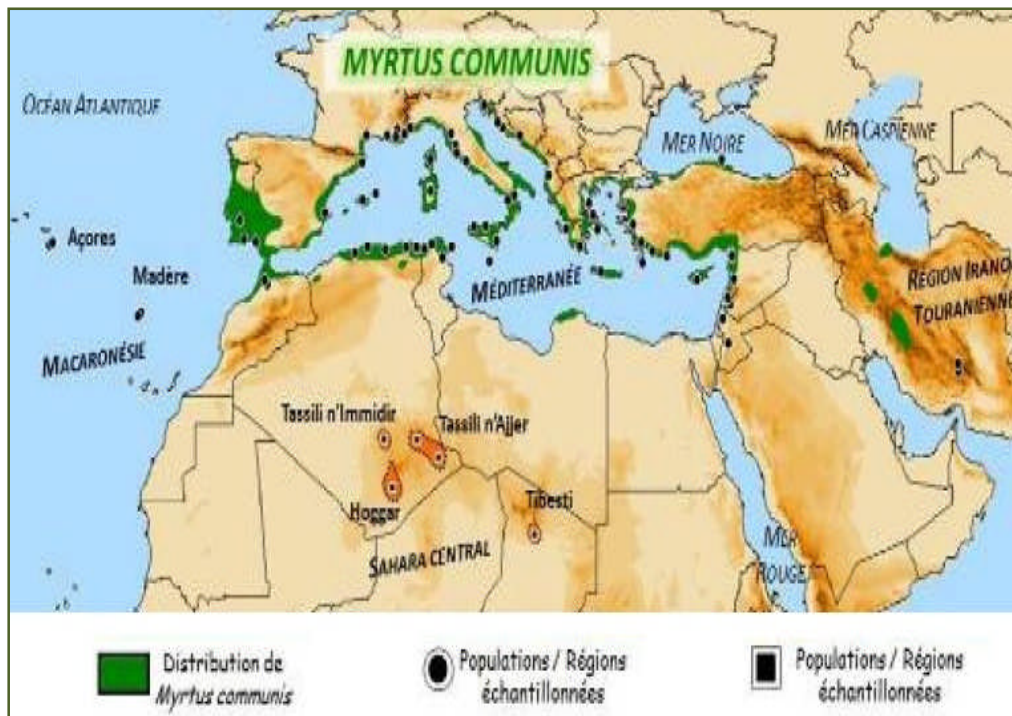 MYRTUS COMMUNIS
OCÉAN ATLANTIQUE
MER NOIRE
MER CASPIENNE
Açores
Madère
MÉDITERRANÉE
RÉGION IRANO
TOURANIENNE
MACARONÉSIE
Tassili n'Immidir
Tassili n'Ajjer
Hoggar
Tibesti
SAHARA CENTRAL
MER
ROUGE
Distribution de
Myrtus communis
Populations / Régions
échantillonnées
Populations / Régions
échantillonnées